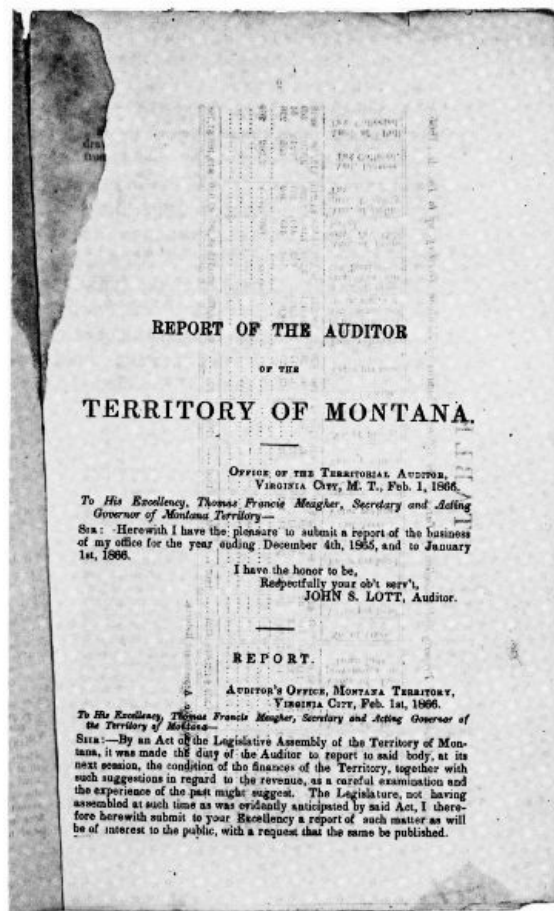 REPORT OF THE AUDITOR
OF THE
TERRITORY OF MONTANA.
OFFICE OF THE TERRITORIAL AUDITOR,
VIRGINIA CITY, M. T., Feb. 1, 1866.
To His Excellency, Thomas Francis Meagher, Secretary and Acting
Governor of Montana Territory—
SIR: Herewith I have the pleasure to submit a report of the business
of my office for the year ending December 4th, 1865, and to January
1st, 1866.
I have the honor to be,
Respectfully your ob't serv't,
JOHN S. LOTT, Auditor.
REPORT.
AUDITOR'S OFFICE, MONTANA TERRITORY,
VIRGINIA CITY, Feb. 1st, 1866.
To His Excellency, Thomas Francis Meagher, Secretary and Acting Governor of
the Territory of Montana—
SIR:—By an Act of the Legislative Assembly of the Territory of Mon-
tana, it was made the duty of the Auditor to report to said body, at its
next session, the condition of the finances of the Territory, together with
such suggestions in regard to the revenue, as a careful examination and
the experience of the past might suggest. The Legislature, not having
assembled at such time as was evidently anticipated by said Act, I there-
fore herewith submit to your Excellency a report of such matter as will
be of interest to the public, with a request that the same be published.